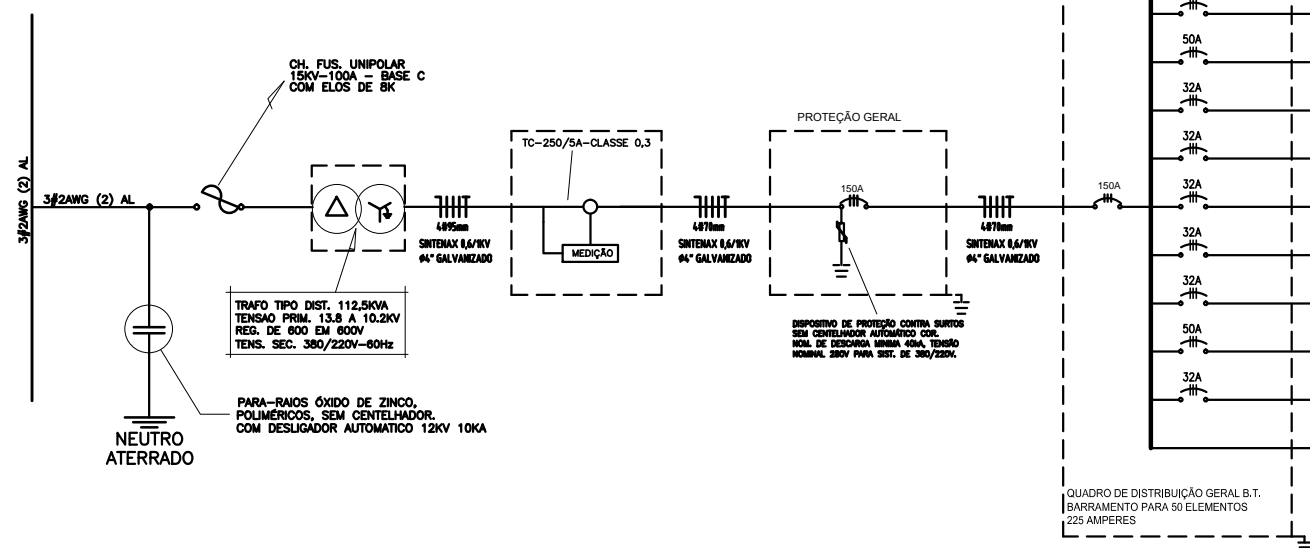 3#2AWG (2) AL
3#2AWG (2) AL
CH. FUS. UNIPOLAR
15KV-100A - BASE C
COM ELOS DE 8K
TRAFO TIPO DIST. 112,5KVA
TENSAO PRIM. 13.8 A 10.2KV
REG. DE 600 EM 600V
TENS. SEC. 380/220V-60Hz
PARA-RAIOS ÓXIDO DE ZINCO,
POLIMÉRICOS, SEM CENTELHADOR.
COM DESLIGADOR AUTOMATICO 12KV 10KA
NEUTRO
ATERRADO
4#95mm
SINTENAX 0,6/1KV
ø4" GALVANIZADO
TC-250/5A-CLASSE 0,3
MEDIÇÃO
4#70mm
SINTENAX 0,6/1KV
ø4" GALVANIZADO
PROTEÇÃO GERAL
150A
DISPOSITIVO DE PROTEÇÃO CONTRA SURTOS
SEM CENTELHADOR AUTOMÁTICO COR.
NOM. DE DESCARGA MINIMA 40kA, TENSÃO
NOMINAL 280V PARA SIST. DE 380/220V.
4#70mm
SINTENAX 0,6/1KV
ø4" GALVANIZADO
150A
50A
32A
32A
32A
32A
32A
50A
32A
QUADRO DE DISTRIBUIÇÃO GERAL B.T.
BARRAMENTO PARA 50 ELEMENTOS
225 AMPERES